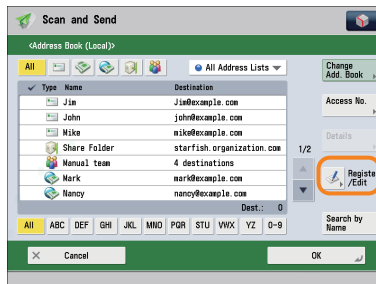 Scan and Send
<Address Book (Local)>
All
All Address Lists
Change
Add. Book
Type Name Destination
Jim Jim@example.com
John john@example.com
Mike mike@example.com
Share Folder starfish.organization.com
Manual team 4 destinations
Mark mark@example.com
Nancy nancy@example.com
Dest.: 0
1/2
Access No.
Details
Registe
/Edit
Search by
Name
All ABC DEF GHI JKL MNO PQR STU VWX YZ 0-9
× Cancel
OK